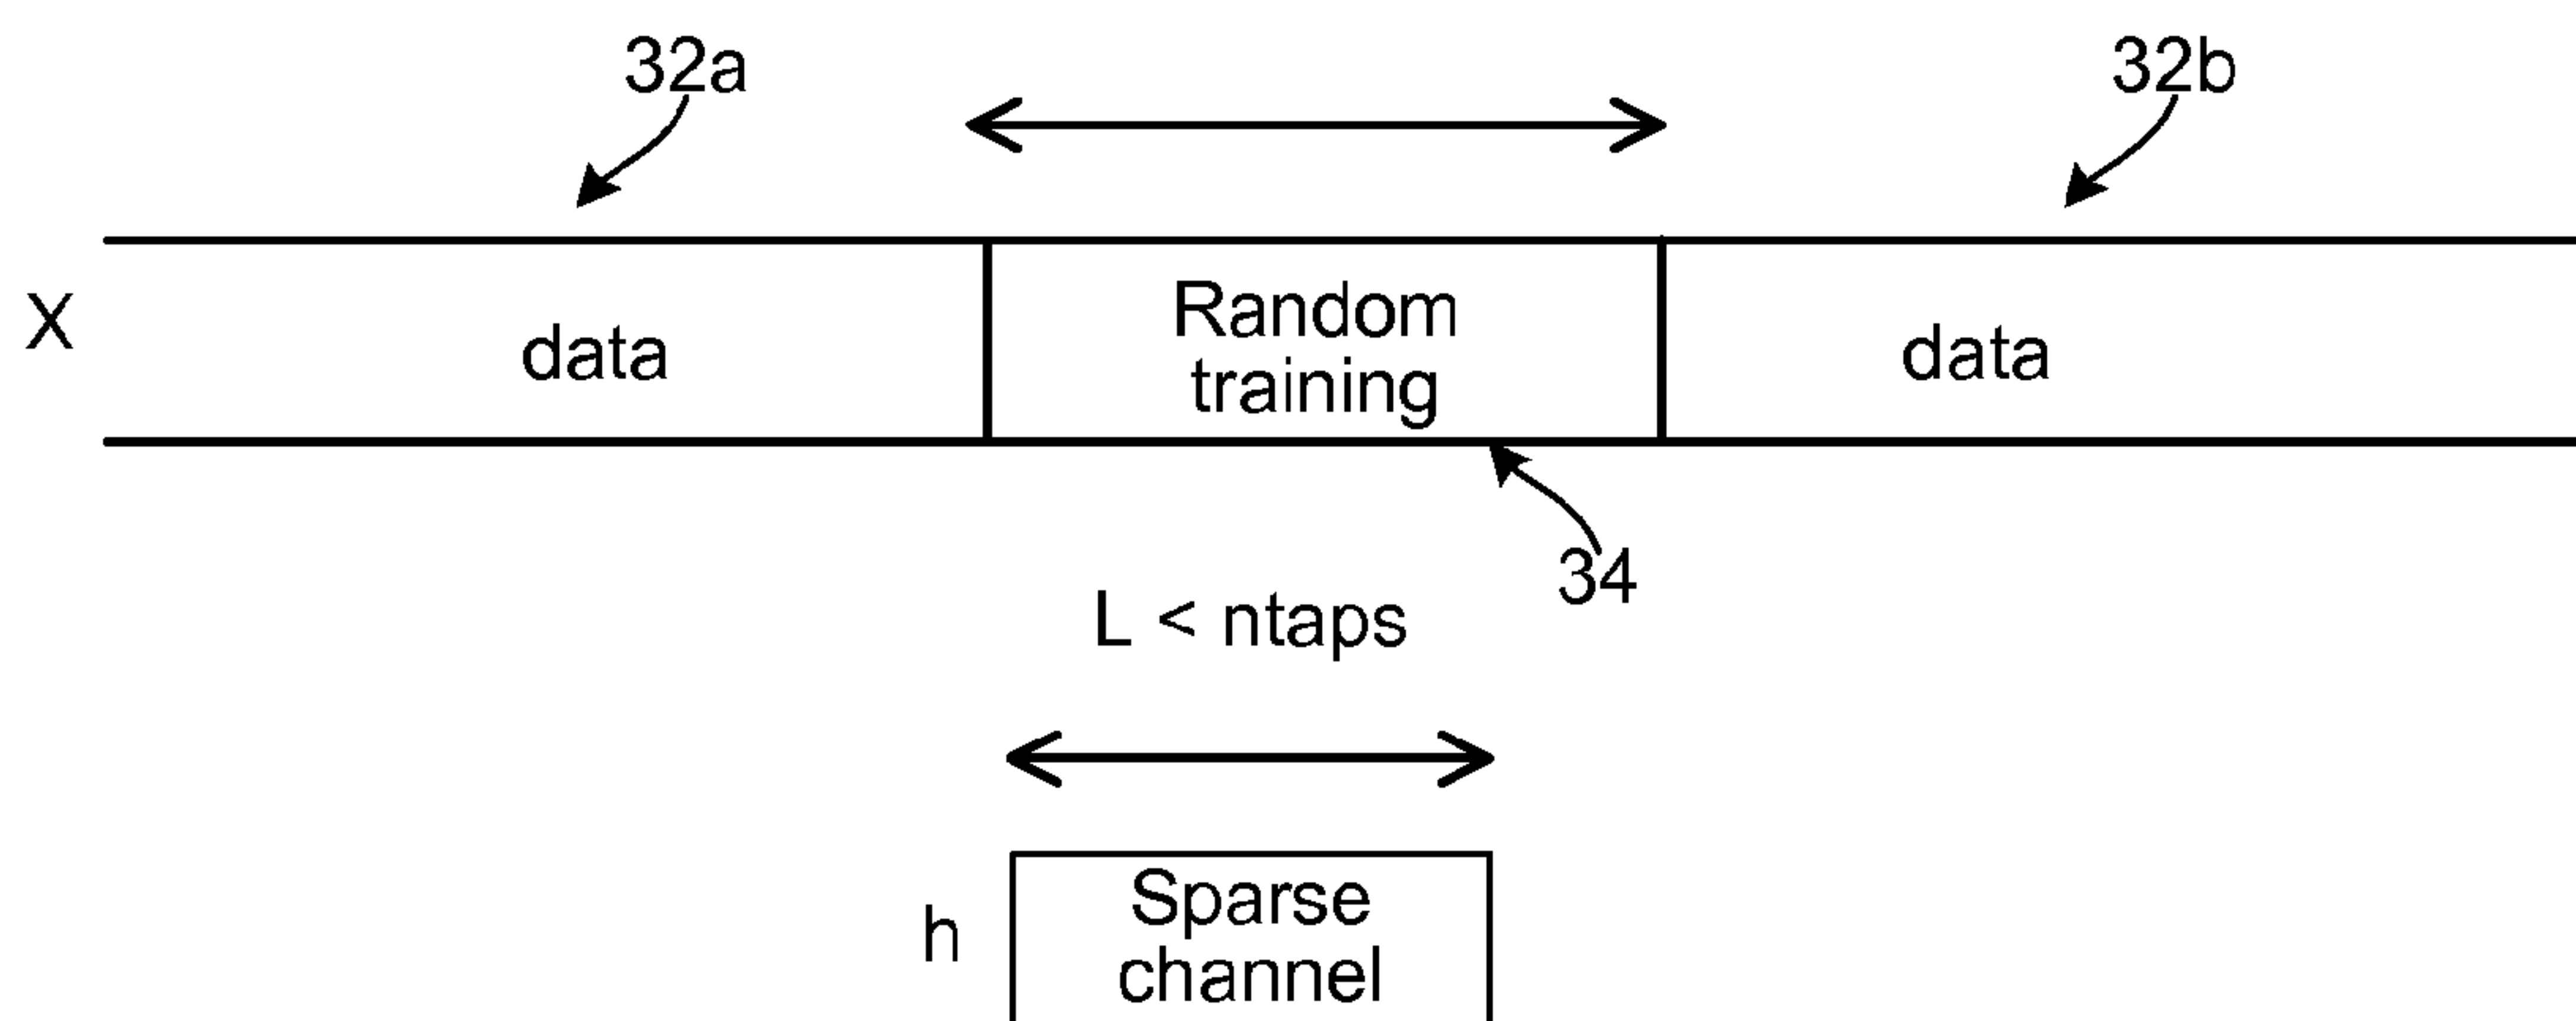 32a
32b
X
data
Random
training
data
34
L < ntaps
h
Sparse
channel